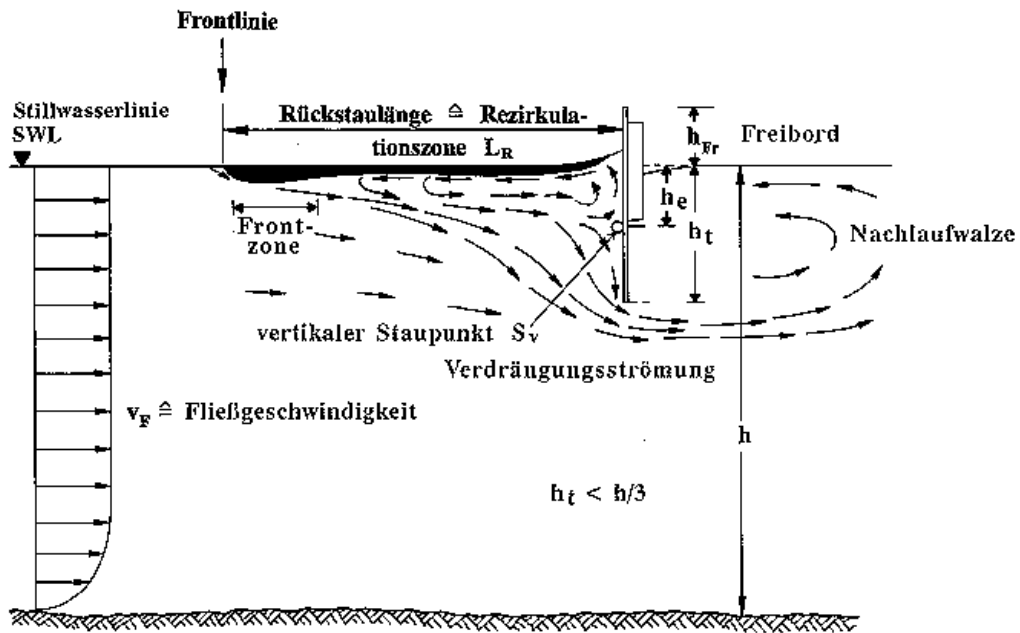 Frontlinie
Stillwasserlinie
SWL
Rückstaulänge ≙ Rezirkula-
tionszone L_R
h_Fr
Freibord
h_e
h_t
Front-
zone
Nachlaufwalze
vertikaler Staupunkt S_v
Verdrängungsströmung
v_F ≙ Fließgeschwindigkeit
h
h_t < h/3